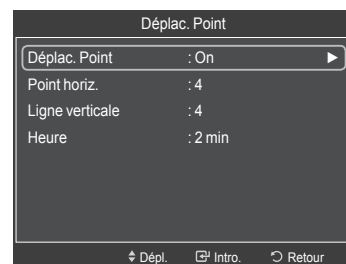 Déplac. Point
Déplac. Point : On
Point horiz. : 4
Ligne verticale : 4
Heure : 2 min
Dépl. Intro. Retour